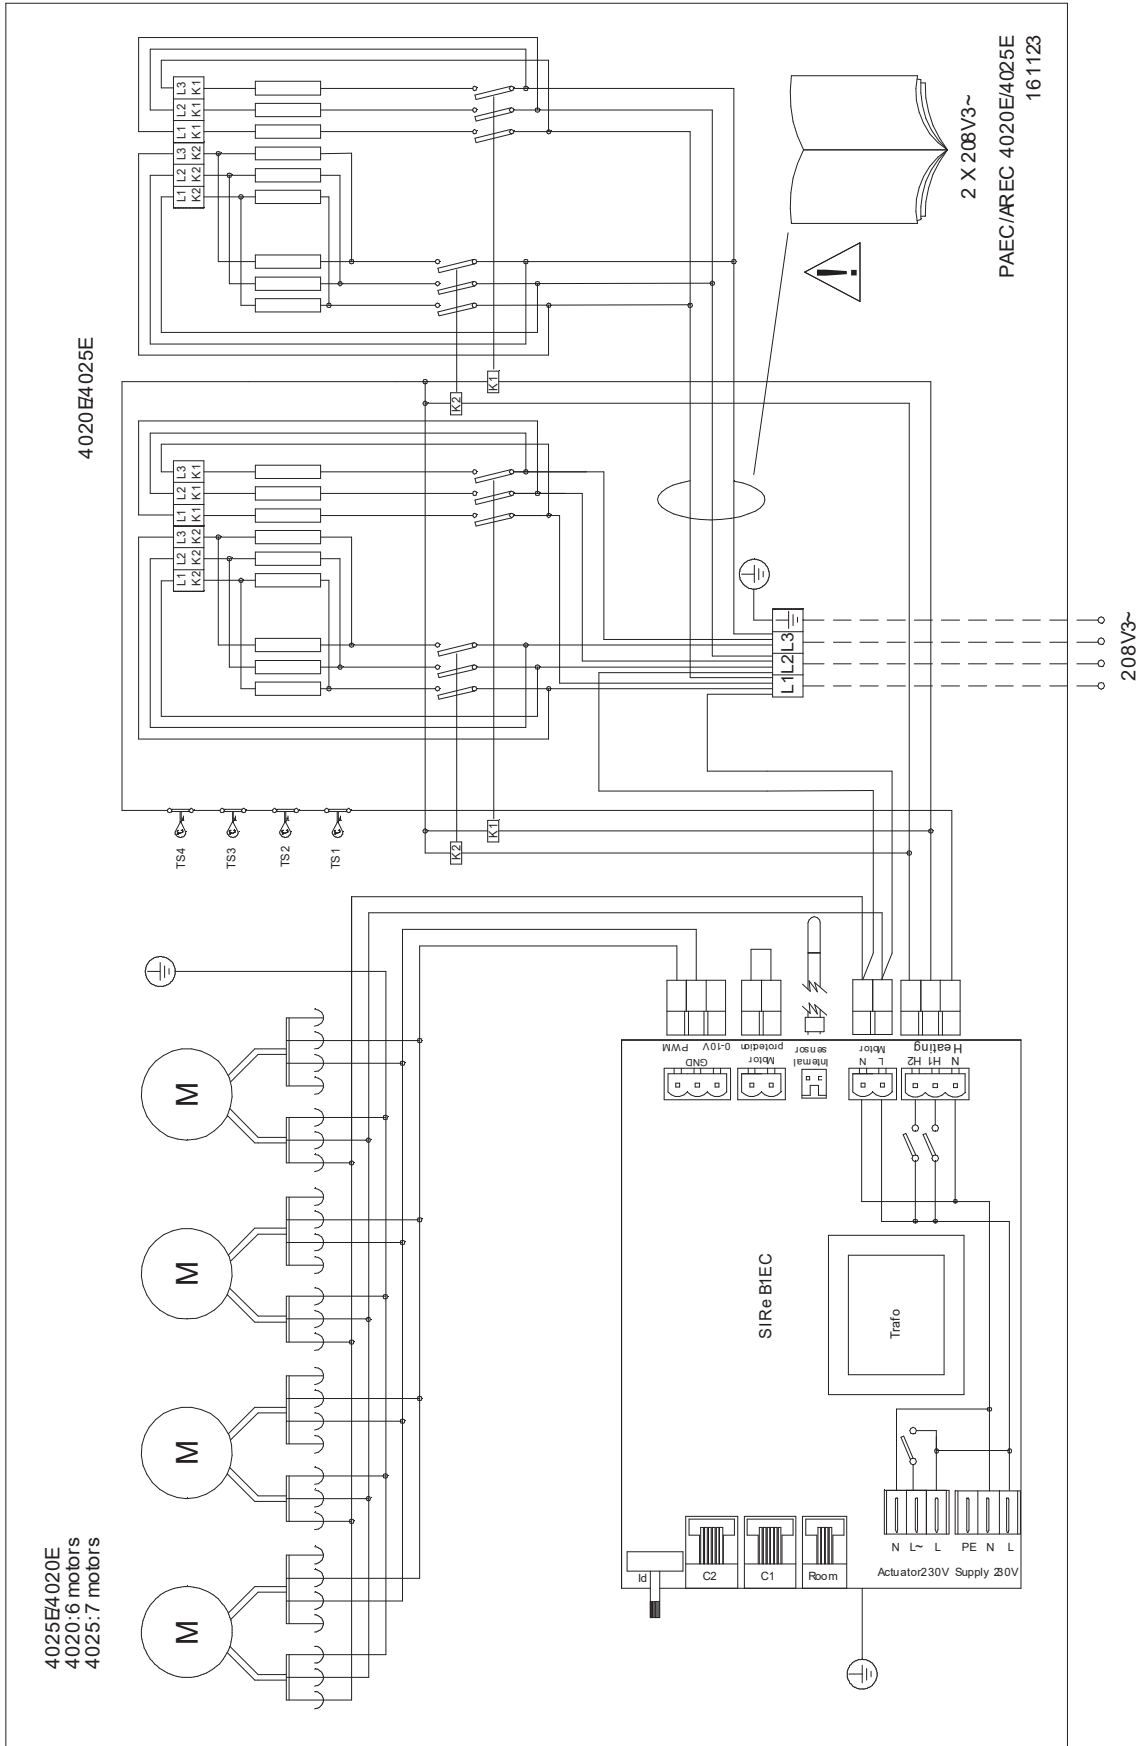 4020E/4025E
2 X 208V3~
PAEC/AREC 4020E/4025E
161123
L1 L2 L3 L1 L2 L3
K2 K2 K2 K1 K1 K1
K2
K1
L1 L2 L3 L1 L2 L3
K2 K2 K2 K1 K1 K1
L1 L2 L3
208V3~
K2
K1
TS4
TS3
TS2
TS1
4025E/4020E
4020:6 motors
4025:7 motors
M
M
M
M
PWM
GND
0-10V
Motor
protection
Internal
sensor
Motor
N L
Heating
H2 H1 N
SIRe B1EC
Trafo
Id
C2
C1
Room
N L~ L
Actuator230V
PE N L
Supply 230V